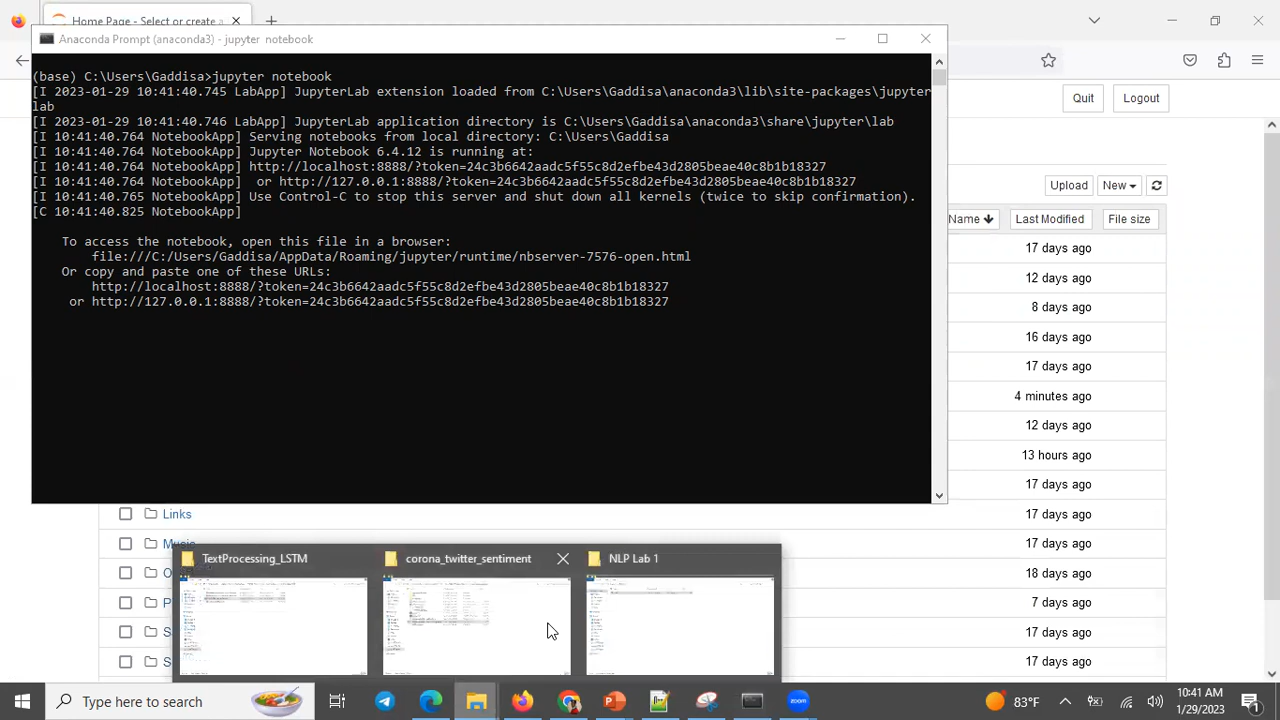 Home Page - Select or create a
Anaconda Prompt (anaconda3) - jupyter notebook
(base) C:\Users\Gaddisa>jupyter notebook
[I 2023-01-29 10:41:40.745 LabApp] JupyterLab extension loaded from C:\Users\Gaddisa\anaconda3\lib\site-packages\jupyter
lab
[I 2023-01-29 10:41:40.746 LabApp] JupyterLab application directory is C:\Users\Gaddisa\anaconda3\share\jupyter\lab
[I 10:41:40.764 NotebookApp] Serving notebooks from local directory: C:\Users\Gaddisa
[I 10:41:40.764 NotebookApp] Jupyter Notebook 6.4.12 is running at:
[I 10:41:40.764 NotebookApp] http://localhost:8888/?token=24c3b6642aadc5f55c8d2efbe43d2805beae40c8b1b18327
[I 10:41:40.764 NotebookApp]  or http://127.0.0.1:8888/?token=24c3b6642aadc5f55c8d2efbe43d2805beae40c8b1b18327
[I 10:41:40.765 NotebookApp] Use Control-C to stop this server and shut down all kernels (twice to skip confirmation).
[C 10:41:40.825 NotebookApp]
To access the notebook, open this file in a browser:
file:///C:/Users/Gaddisa/AppData/Roaming/jupyter/runtime/nbserver-7576-open.html
Or copy and paste one of these URLs:
http://localhost:8888/?token=24c3b6642aadc5f55c8d2efbe43d2805beae40c8b1b18327
or http://127.0.0.1:8888/?token=24c3b6642aadc5f55c8d2efbe43d2805beae40c8b1b18327
Quit Logout
Upload New
Name Last Modified File size
17 days ago
12 days ago
8 days ago
16 days ago
17 days ago
4 minutes ago
12 days ago
13 hours ago
Links 17 days ago
Music 17 days ago
18 days ago
17 days ago
17 days ago
17 days ago
TextProcessing_LSTM corona_twitter_sentiment NLP Lab 1
Type here to search
83°F
10:41 AM
1/29/2023
1
zoom